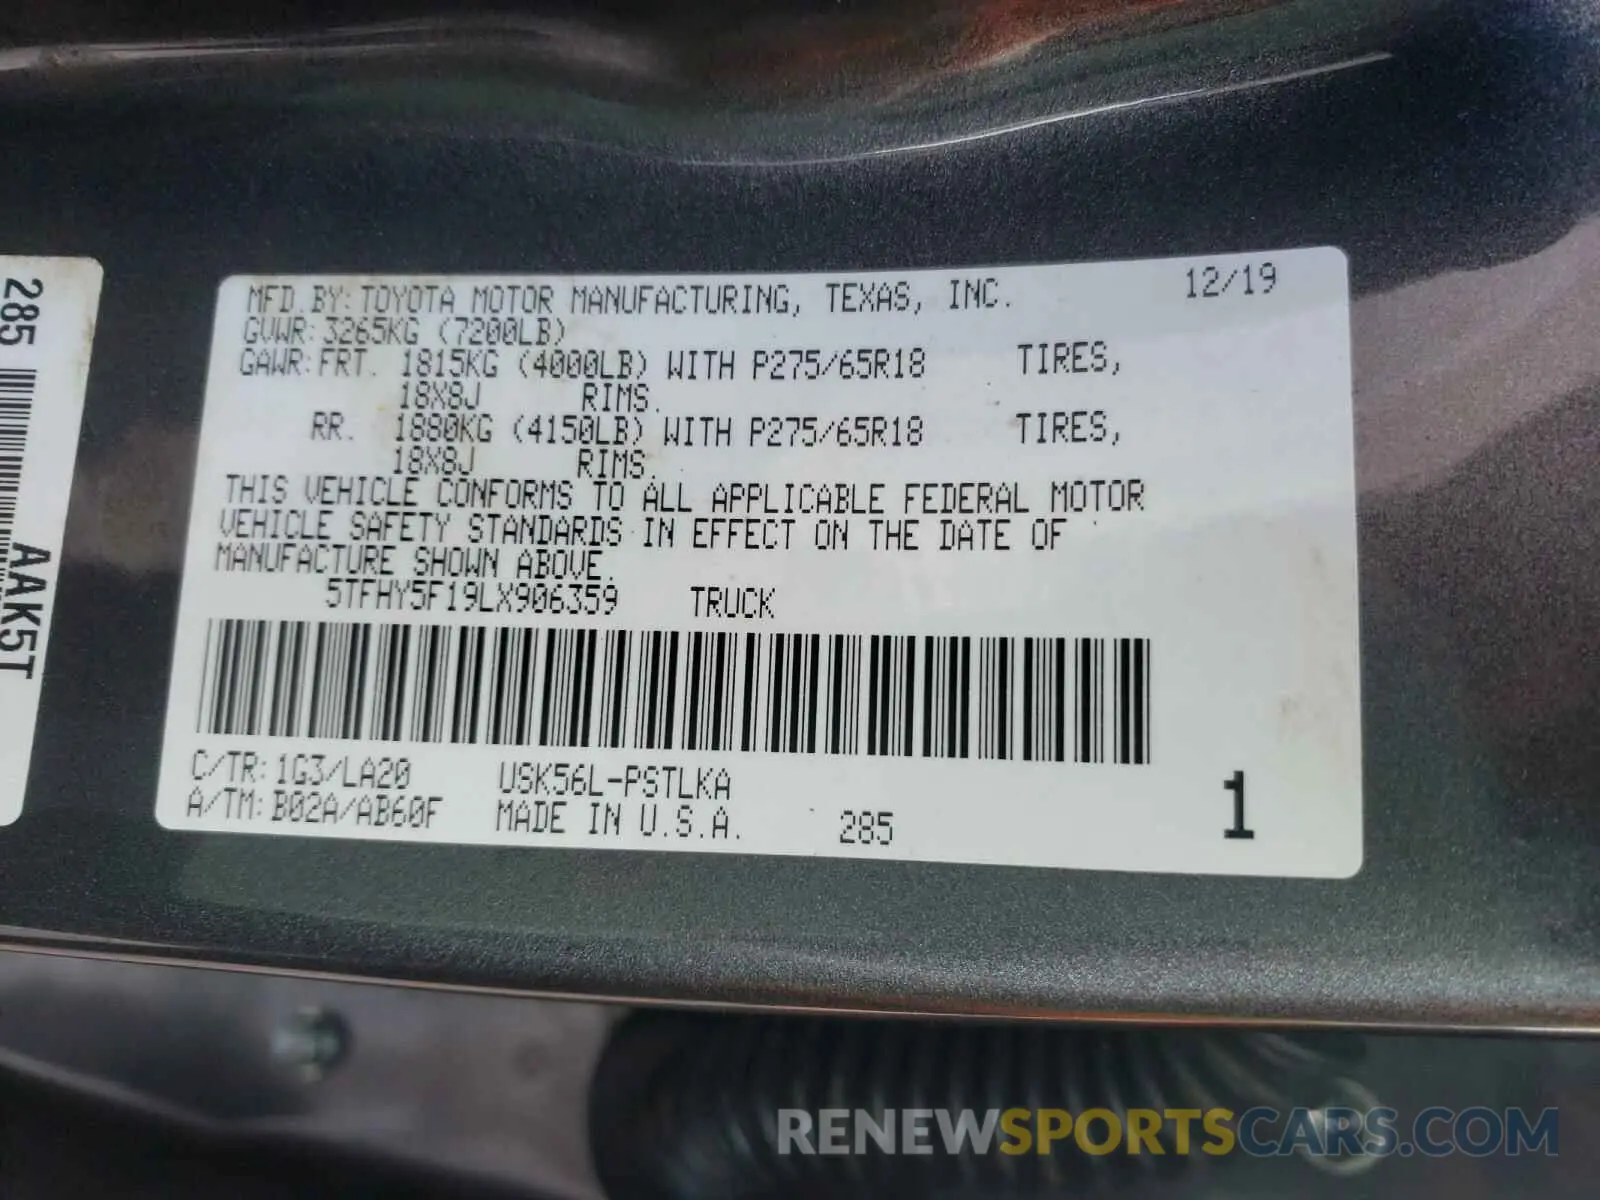 MFD.BY:TOYOTA MOTOR MANUFACTURING, TEXAS, INC. 12/19
GVWR:3265KG (7200LB)
GAWR:FRT. 1815KG (4000LB) WITH P275/65R18 TIRES,
18X8J RIMS.
RR. 1880KG (4150LB) WITH P275/65R18 TIRES,
18X8J RIMS.
THIS VEHICLE CONFORMS TO ALL APPLICABLE FEDERAL MOTOR
VEHICLE SAFETY STANDARDS IN EFFECT ON THE DATE OF
MANUFACTURE SHOWN ABOVE.
5TFHY5F19LX906359 TRUCK
C/TR:1G3/LA20 USK56L-PSTLKA
A/TM:B02A/AB60F MADE IN U.S.A. 285
1
285
AAK5T
RENEWSPORTSCARS.COM